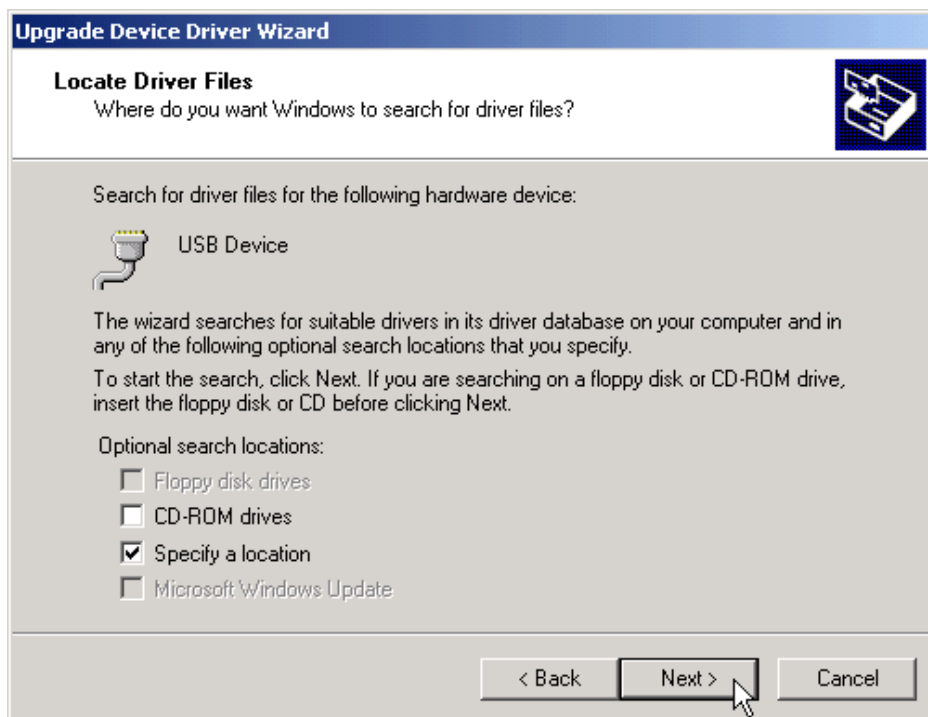 Upgrade Device Driver Wizard
Locate Driver Files
Where do you want Windows to search for driver files?
Search for driver files for the following hardware device:
USB Device
The wizard searches for suitable drivers in its driver database on your computer and in
any of the following optional search locations that you specify.
To start the search, click Next. If you are searching on a floppy disk or CD-ROM drive,
insert the floppy disk or CD before clicking Next.
Optional search locations:
Floppy disk drives
CD-ROM drives
Specify a location
Microsoft Windows Update
< Back Next > Cancel